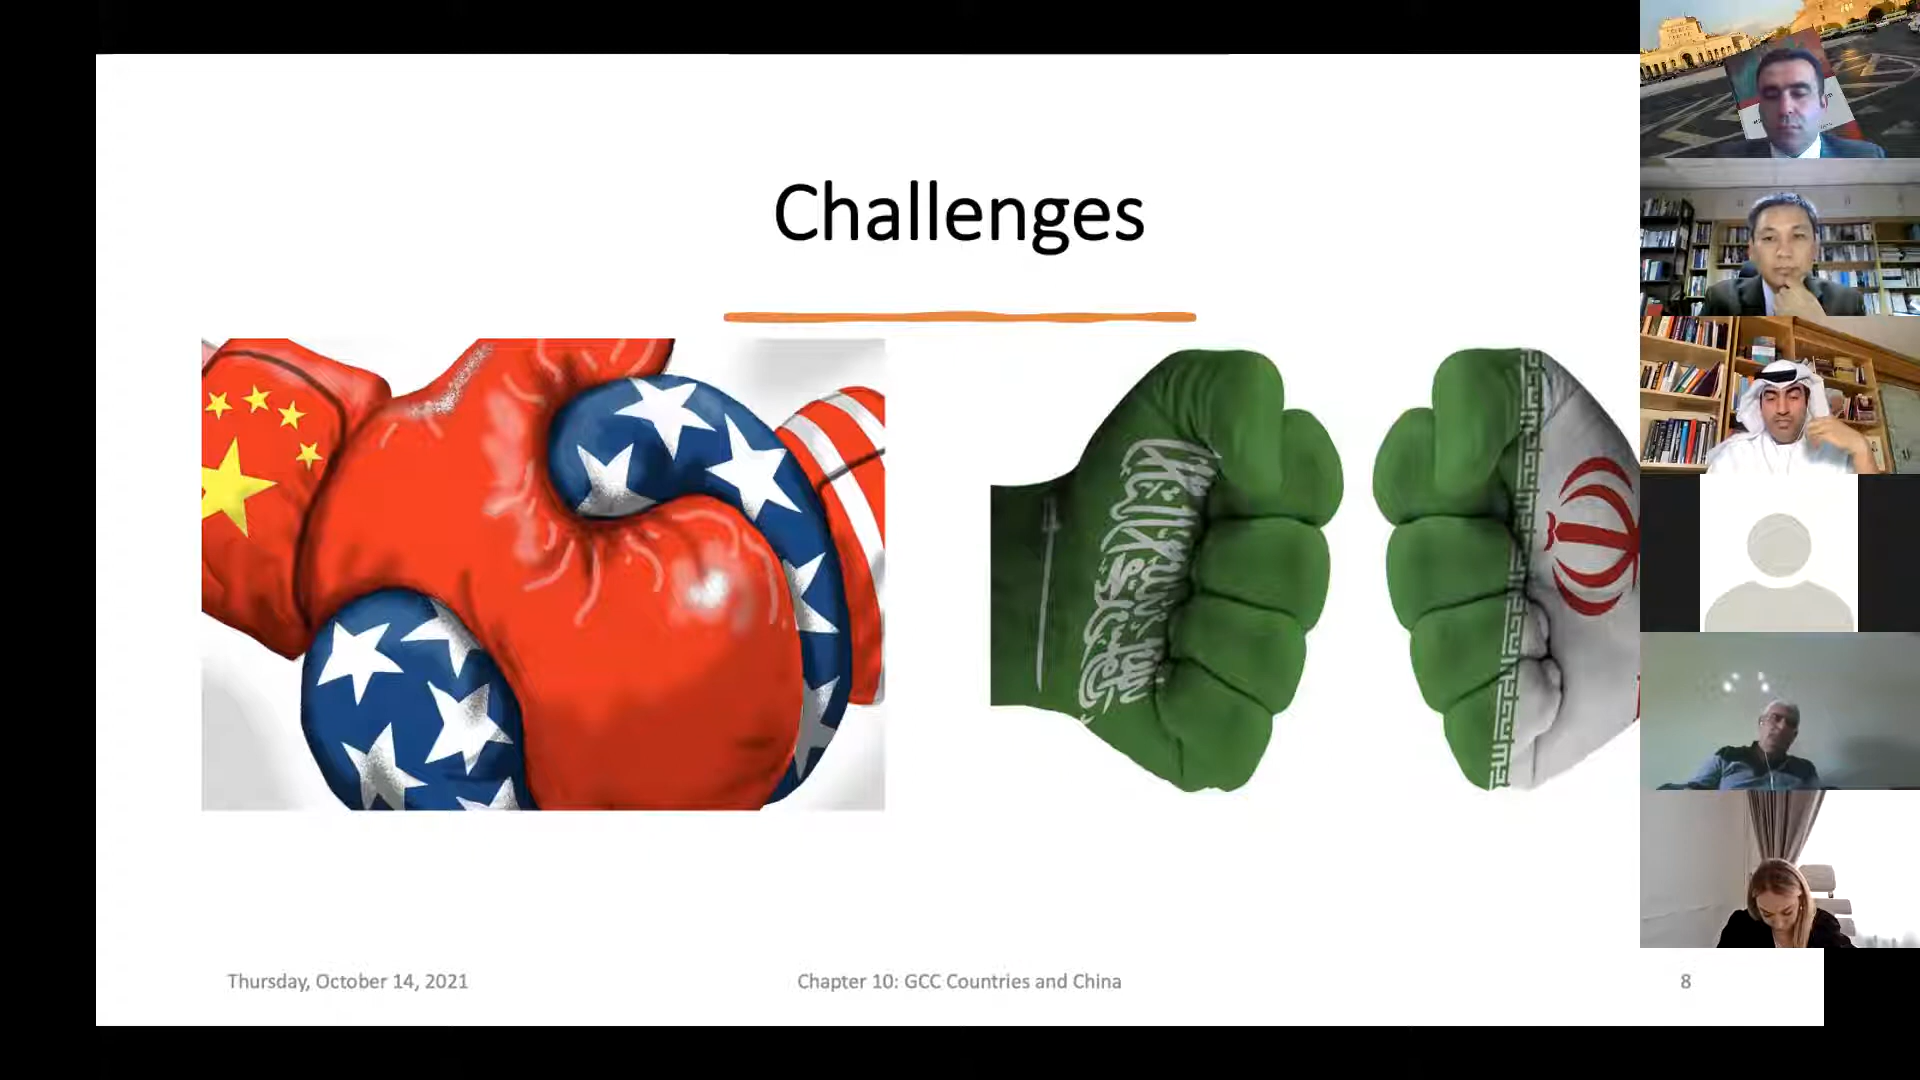 Challenges
Thursday, October 14, 2021
Chapter 10: GCC Countries and China
8